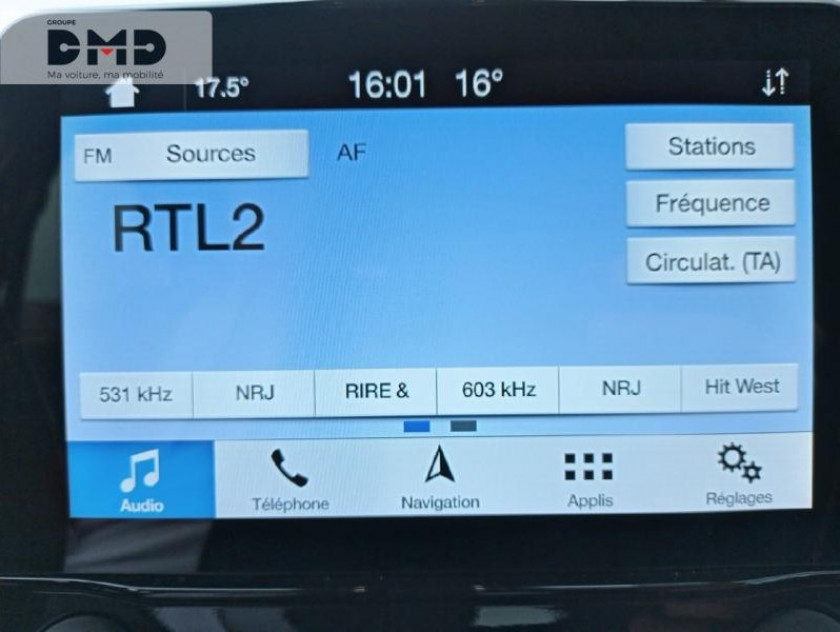 GROUPE
DMD
Ma voiture, ma mobilité
17.5° 16:01 16°
FM Sources AF Stations
RTL2
Fréquence
Circulat. (TA)
531 kHz NRJ RIRE & 603 kHz NRJ Hit West
Audio Téléphone Navigation Applis Réglages